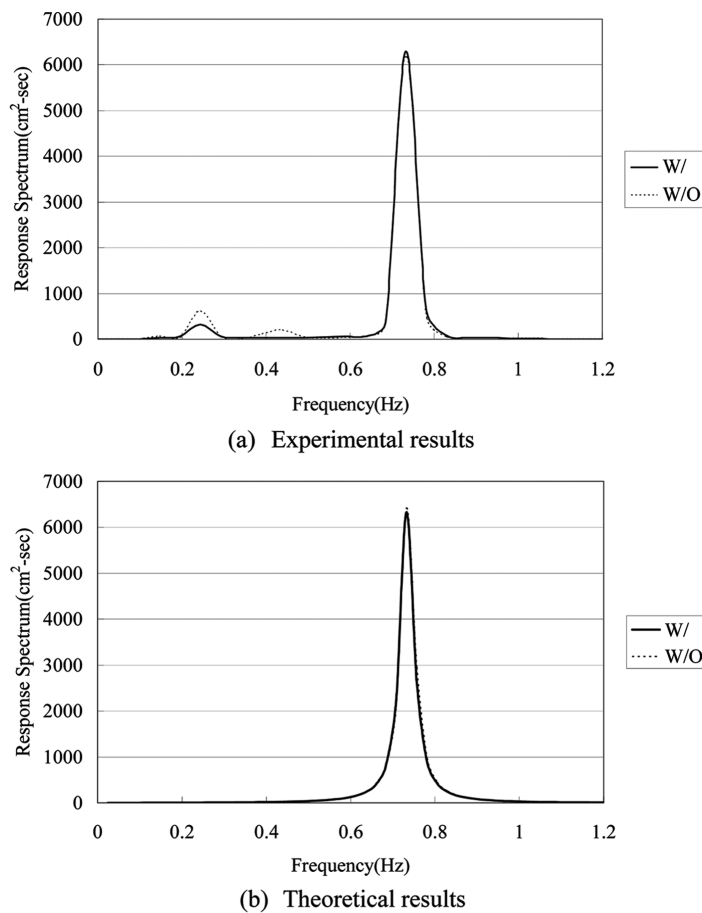 7000
6000
5000
4000
3000
2000
1000
0
Response Spectrum(cm²-sec)
0 0.2 0.4 0.6 0.8 1 1.2
Frequency(Hz)
W/
W/O
(a) Experimental results
7000
6000
5000
4000
3000
2000
1000
0
Response Spectrum(cm²-sec)
0 0.2 0.4 0.6 0.8 1 1.2
Frequency(Hz)
W/
W/O
(b) Theoretical results